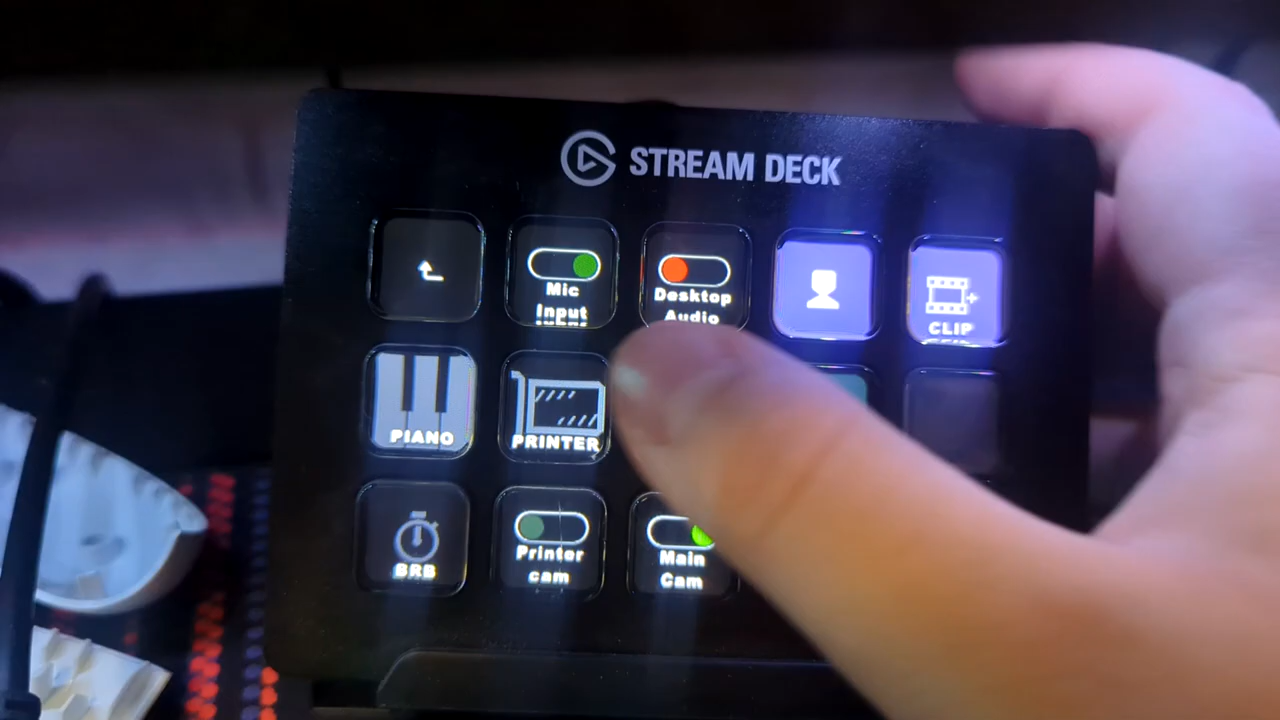 STREAM DECK
Mic
Input
Desktop
Audio
CLIP
PIANO
PRINTER
BRB
Printer
cam
Main
Cam